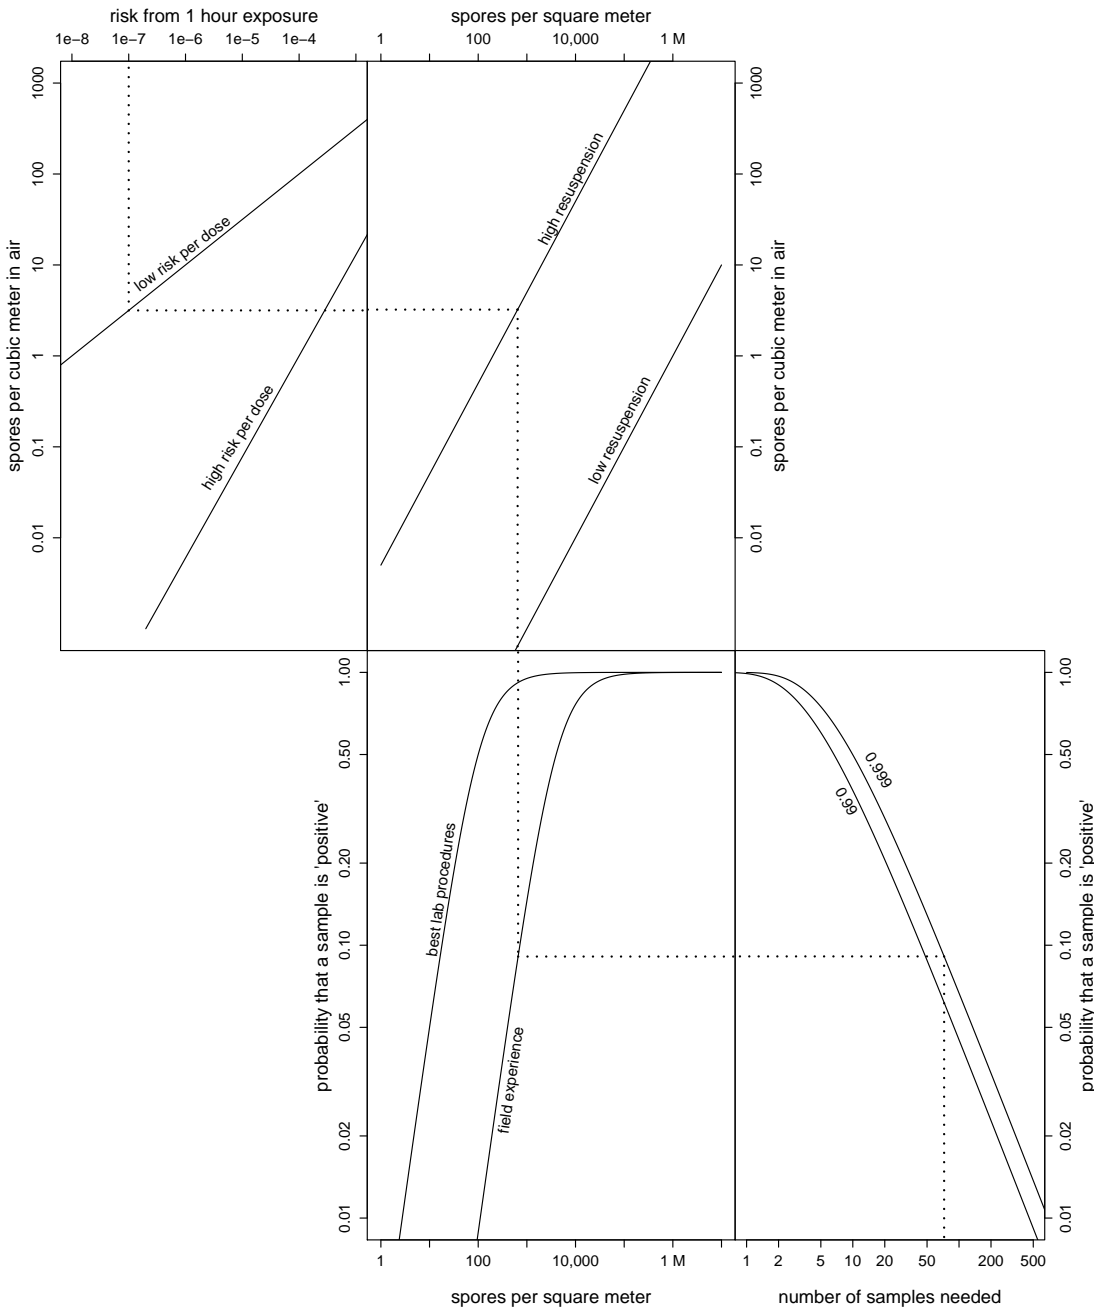 risk from 1 hour exposure
spores per square meter
1e−8 1e−7 1e−6 1e−5 1e−4
1 100 10,000 1 M
spores per cubic meter in air
1000
100
10
1
0.1
0.01
low risk per dose
high risk per dose
high resuspension
low resuspension
1000
100
10
1
0.1
0.01
spores per cubic meter in air
probability that a sample is 'positive'
1.00
0.50
0.20
0.10
0.05
0.02
0.01
best lab procedures
field experience
0.999
0.99
1.00
0.50
0.20
0.10
0.05
0.02
0.01
probability that a sample is 'positive'
1 100 10,000 1 M
1 2 5 10 20 50 200 500
spores per square meter
number of samples needed